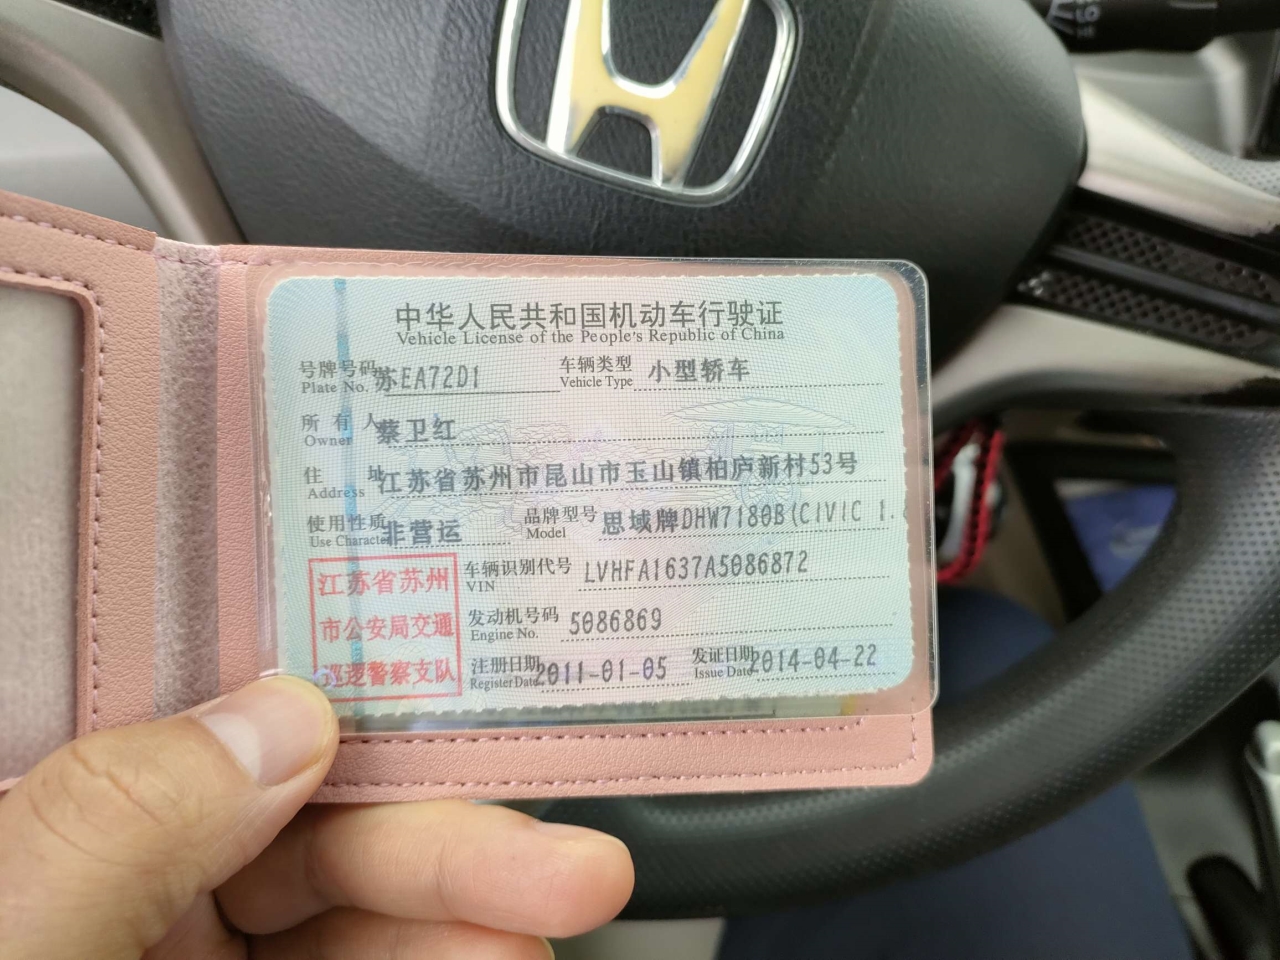 中华人民共和国机动车行驶证
Vehicle License of the People's Republic of China
号牌号码 苏EA72D1 车辆类型 小型轿车
Plate No. Vehicle Type
所有人 蔡卫红
Owner
住址 江苏省苏州市昆山市玉山镇柏庐新村53号
Address
使用性质 非营运 品牌型号 思域牌DHW7180B(CIVIC 1.
Use Character Model
江苏省苏州
市公安局交通
巡逻警察支队
车辆识别代号 LVHFA1637A5086872
VIN
发动机号码 5086869
Engine No.
注册日期 2011-01-05 发证日期 2014-04-22
Register Date Issue Date